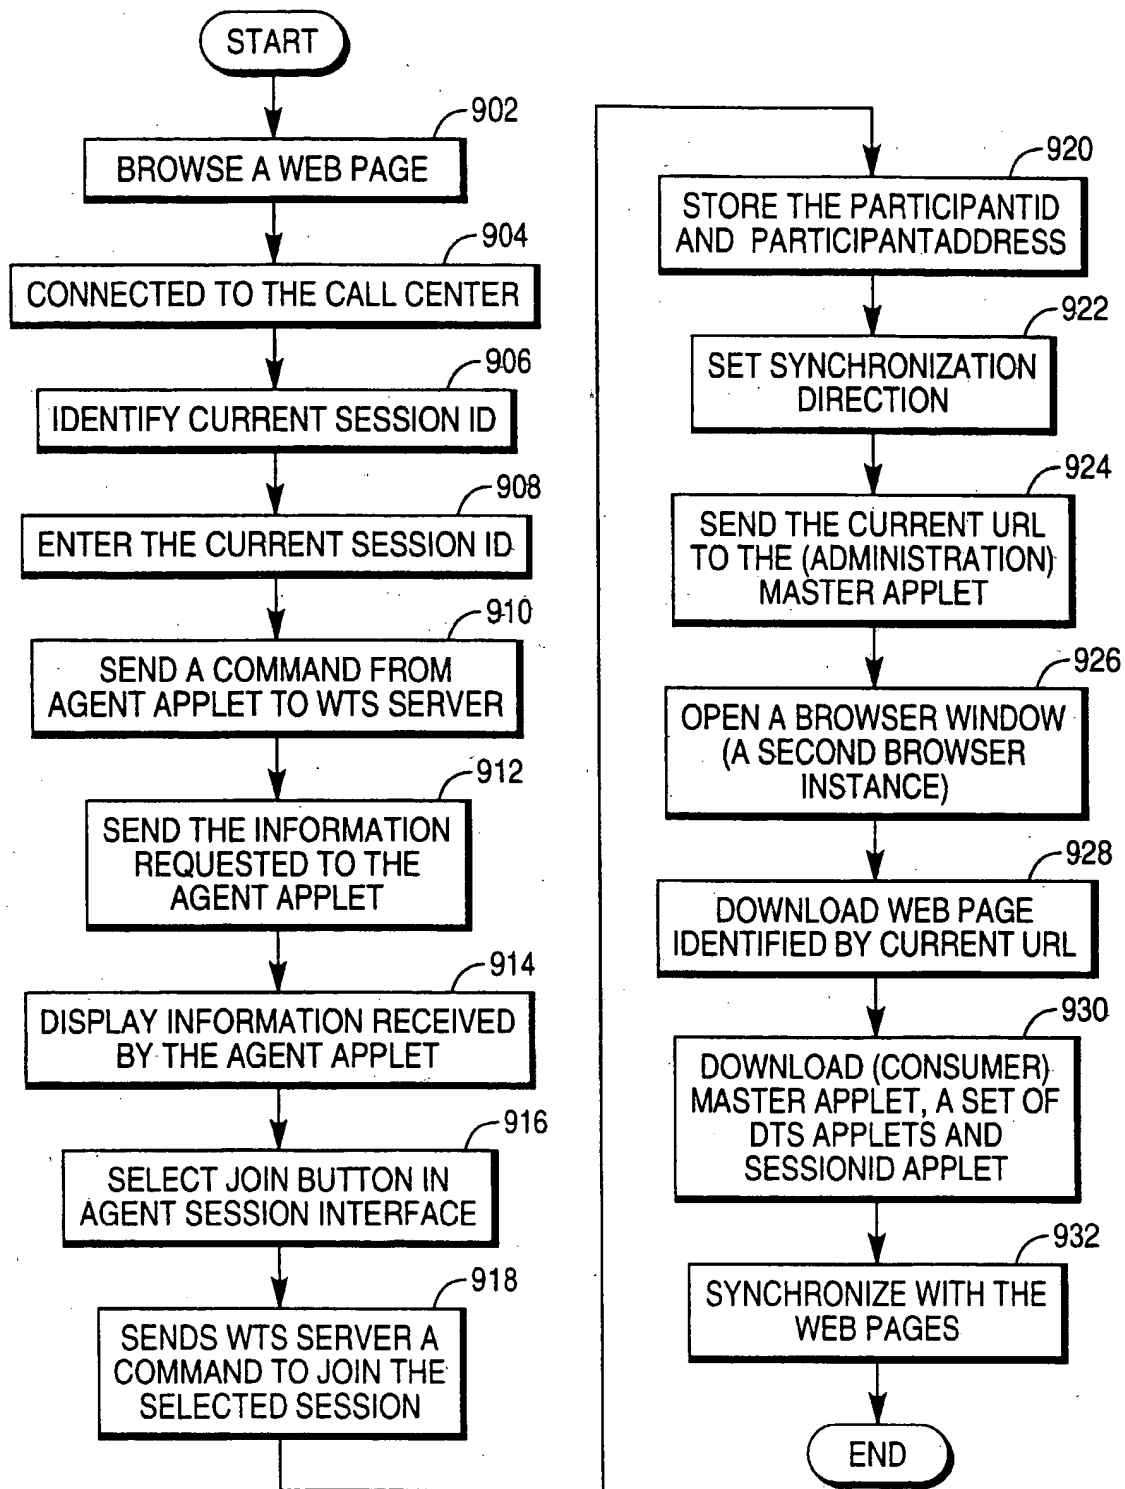 START
902
BROWSE A WEB PAGE
904
CONNECTED TO THE CALL CENTER
906
IDENTIFY CURRENT SESSION ID
908
ENTER THE CURRENT SESSION ID
910
SEND A COMMAND FROM
AGENT APPLET TO WTS SERVER
912
SEND THE INFORMATION
REQUESTED TO THE
AGENT APPLET
914
DISPLAY INFORMATION RECEIVED
BY THE AGENT APPLET
916
SELECT JOIN BUTTON IN
AGENT SESSION INTERFACE
918
SENDS WTS SERVER A
COMMAND TO JOIN THE
SELECTED SESSION
920
STORE THE PARTICIPANTID
AND PARTICIPANTADDRESS
922
SET SYNCHRONIZATION
DIRECTION
924
SEND THE CURRENT URL
TO THE (ADMINISTRATION)
MASTER APPLET
926
OPEN A BROWSER WINDOW
(A SECOND BROWSER
INSTANCE)
928
DOWNLOAD WEB PAGE
IDENTIFIED BY CURRENT URL
930
DOWNLOAD (CONSUMER)
MASTER APPLET, A SET OF
DTS APPLETS AND
SESSIONID APPLET
932
SYNCHRONIZE WITH THE
WEB PAGES
END